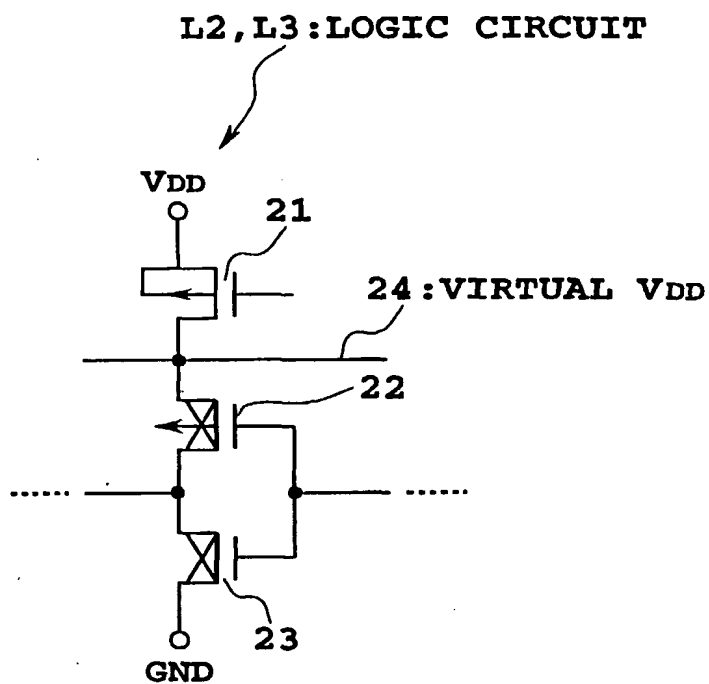 L2,L3:LOGIC CIRCUIT
VDD
21
24:VIRTUAL VDD
22
23
GND